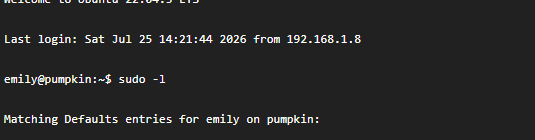 Welcome to Ubuntu 22.04.5 LTS
Last login: Sat Jul 25 14:21:44 2026 from 192.168.1.8
emily@pumpkin:~$ sudo -l
Matching Defaults entries for emily on pumpkin: